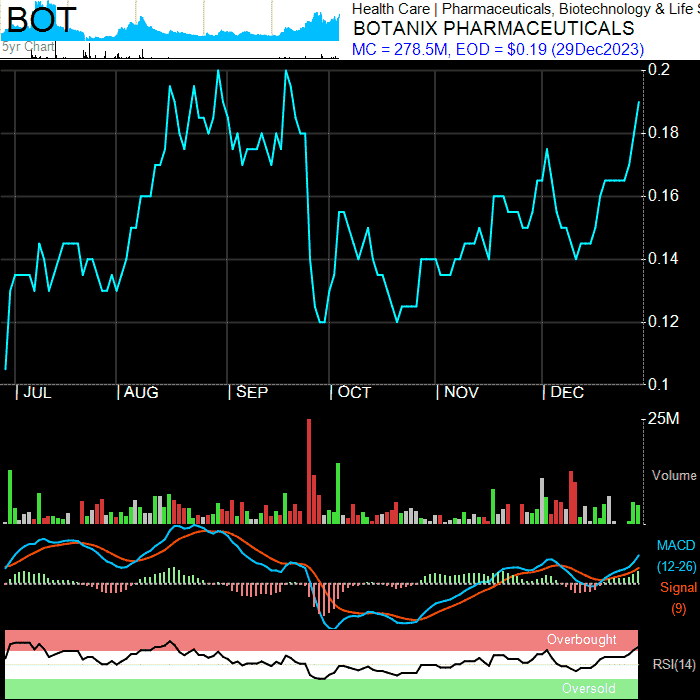 BOT
5yr Chart
Health Care | Pharmaceuticals, Biotechnology & Life S
BOTANIX PHARMACEUTICALS
MC = 278.5M, EOD = $0.19 (29Dec2023)
0.2
0.18
0.16
0.14
0.12
0.1
| JUL | AUG | SEP | OCT | NOV | DEC
25M
Volume
MACD
(12-26)
Signal
(9)
Overbought
RSI(14)
Oversold